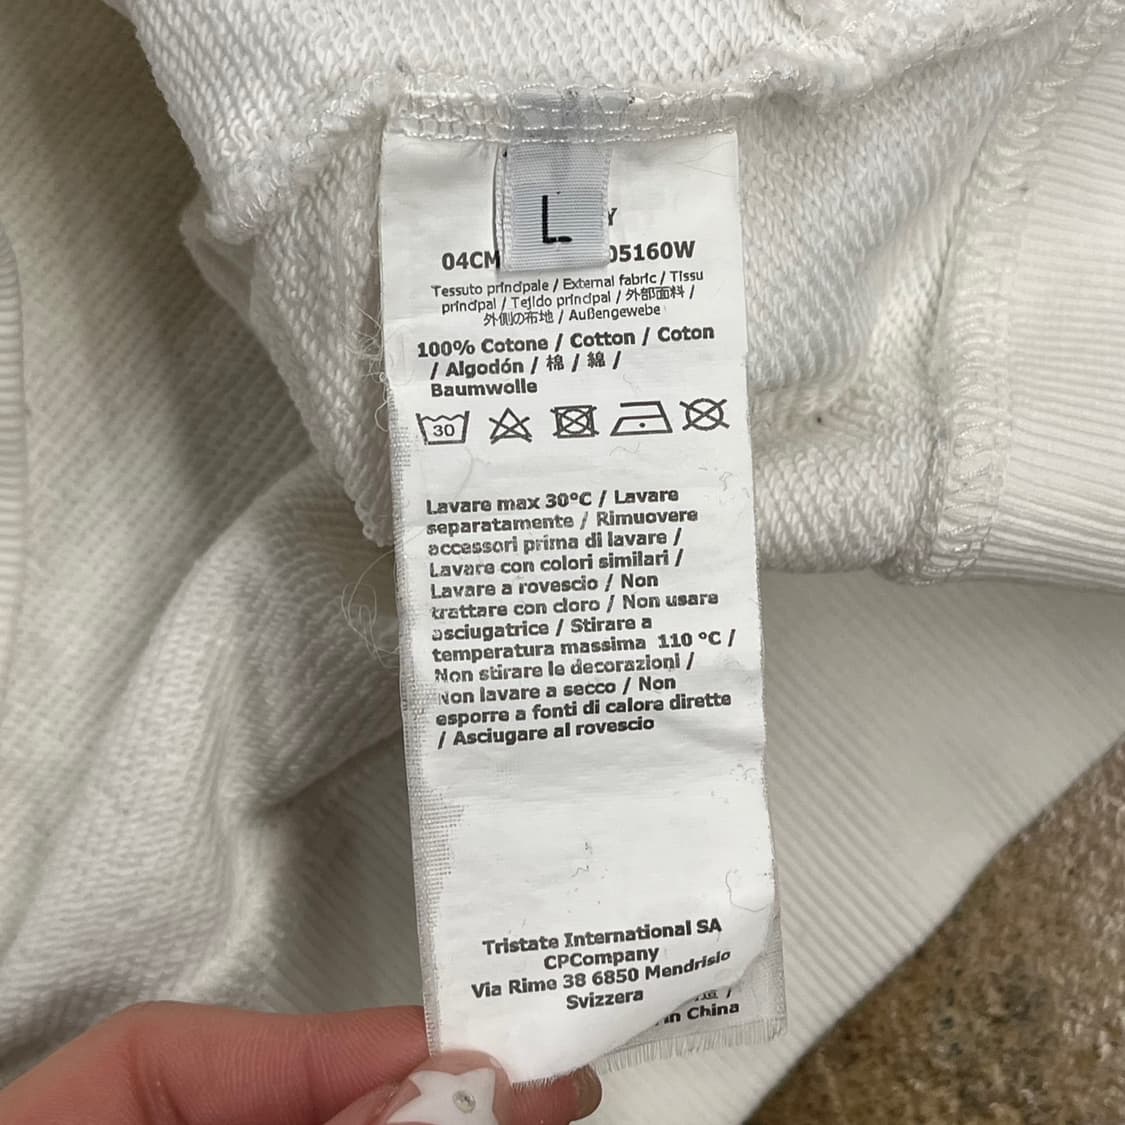 L
Y
04CM 05160W
Tessuto principale / External fabric / Tissu
principal / Tejido principal / 外部面料 /
外側の布地 / Außengewebe
100% Cotone / Cotton / Coton
/ Algodón / 棉 / 綿 /
Baumwolle
30
Lavare max 30°C / Lavare
separatamente / Rimuovere
accessori prima di lavare /
Lavare con colori similari /
Lavare a rovescio / Non
trattare con cloro / Non usare
asciugatrice / Stirare a
temperatura massima 110 °C /
Non stirare le decorazioni /
Non lavare a secco / Non
esporre a fonti di calore dirette
/ Asciugare al rovescio
Tristate International SA
CPCompany
Via Rime 38 6850 Mendrisio
Svizzera
/
in China